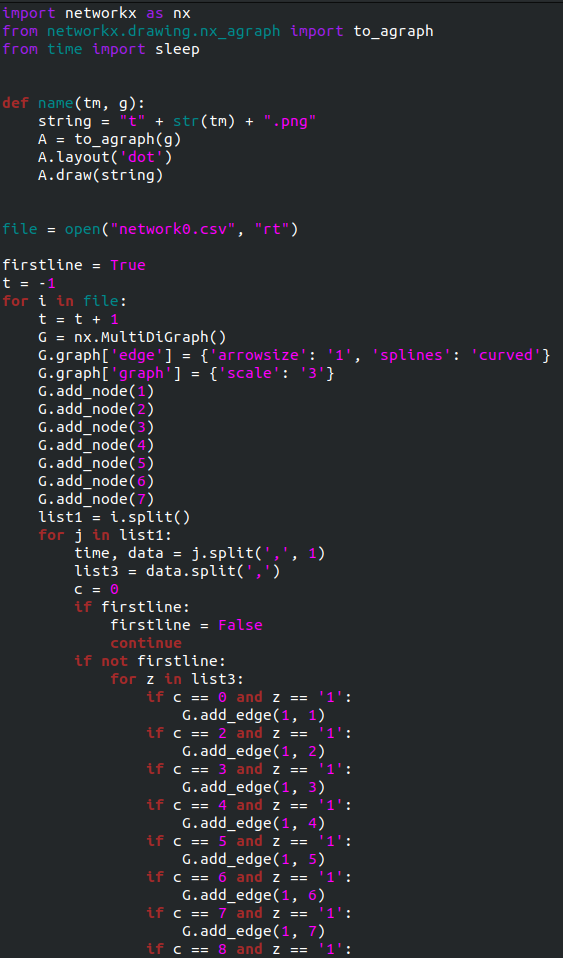 import networkx as nx
from networkx.drawing.nx_agraph import to_agraph
from time import sleep
def name(tm, g):
    string = "t" + str(tm) + ".png"
    A = to_agraph(g)
    A.layout('dot')
    A.draw(string)
file = open("network0.csv", "rt")
firstline = True
t = -1
for i in file:
    t = t + 1
    G = nx.MultiDiGraph()
    G.graph['edge'] = {'arrowsize': '1', 'splines': 'curved'}
    G.graph['graph'] = {'scale': '3'}
    G.add_node(1)
    G.add_node(2)
    G.add_node(3)
    G.add_node(4)
    G.add_node(5)
    G.add_node(6)
    G.add_node(7)
    list1 = i.split()
    for j in list1:
        time, data = j.split(',', 1)
        list3 = data.split(',')
        c = 0
        if firstline:
            firstline = False
            continue
        if not firstline:
            for z in list3:
                if c == 0 and z == '1':
                    G.add_edge(1, 1)
                if c == 2 and z == '1':
                    G.add_edge(1, 2)
                if c == 3 and z == '1':
                    G.add_edge(1, 3)
                if c == 4 and z == '1':
                    G.add_edge(1, 4)
                if c == 5 and z == '1':
                    G.add_edge(1, 5)
                if c == 6 and z == '1':
                    G.add_edge(1, 6)
                if c == 7 and z == '1':
                    G.add_edge(1, 7)
                if c == 8 and z == '1':